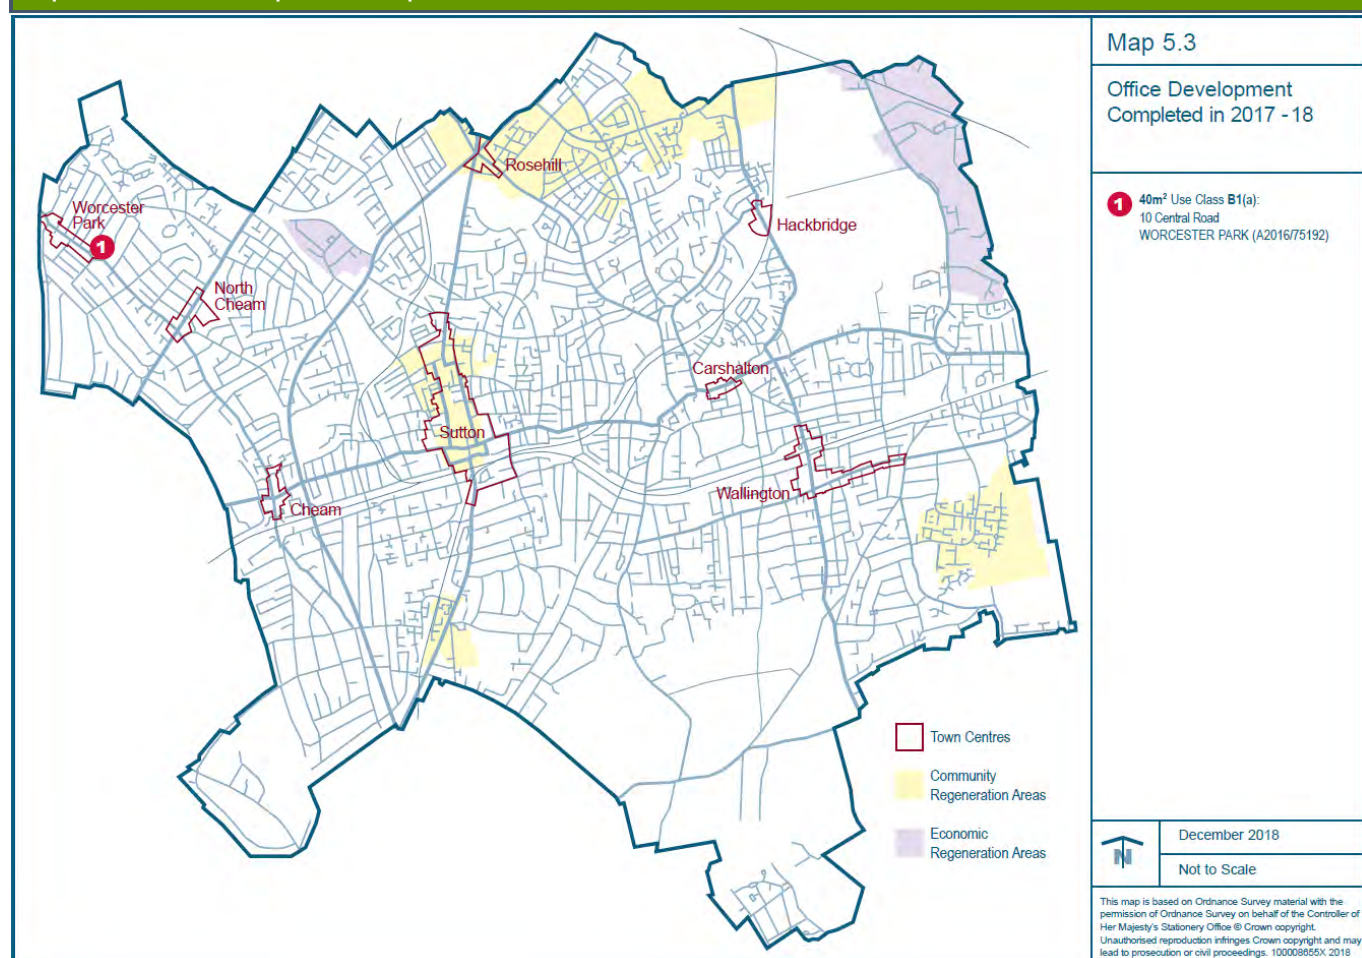 Map 5.3
Office Development
Completed in 2017 - 18
1
40m² Use Class B1(a):
10 Central Road
WORCESTER PARK (A2016/75192)
Worcester
Park
1
North
Cheam
Rosehill
Hackbridge
Carshalton
Sutton
Wallington
Cheam
Town Centres
Community
Regeneration Areas
Economic
Regeneration Areas
N
December 2018
Not to Scale
This map is based on Ordnance Survey material with the
permission of Ordnance Survey on behalf of the Controller of
Her Majesty's Stationery Office © Crown copyright.
Unauthorised reproduction infringes Crown copyright and may
lead to prosecution or civil proceedings. 100008655X 2018